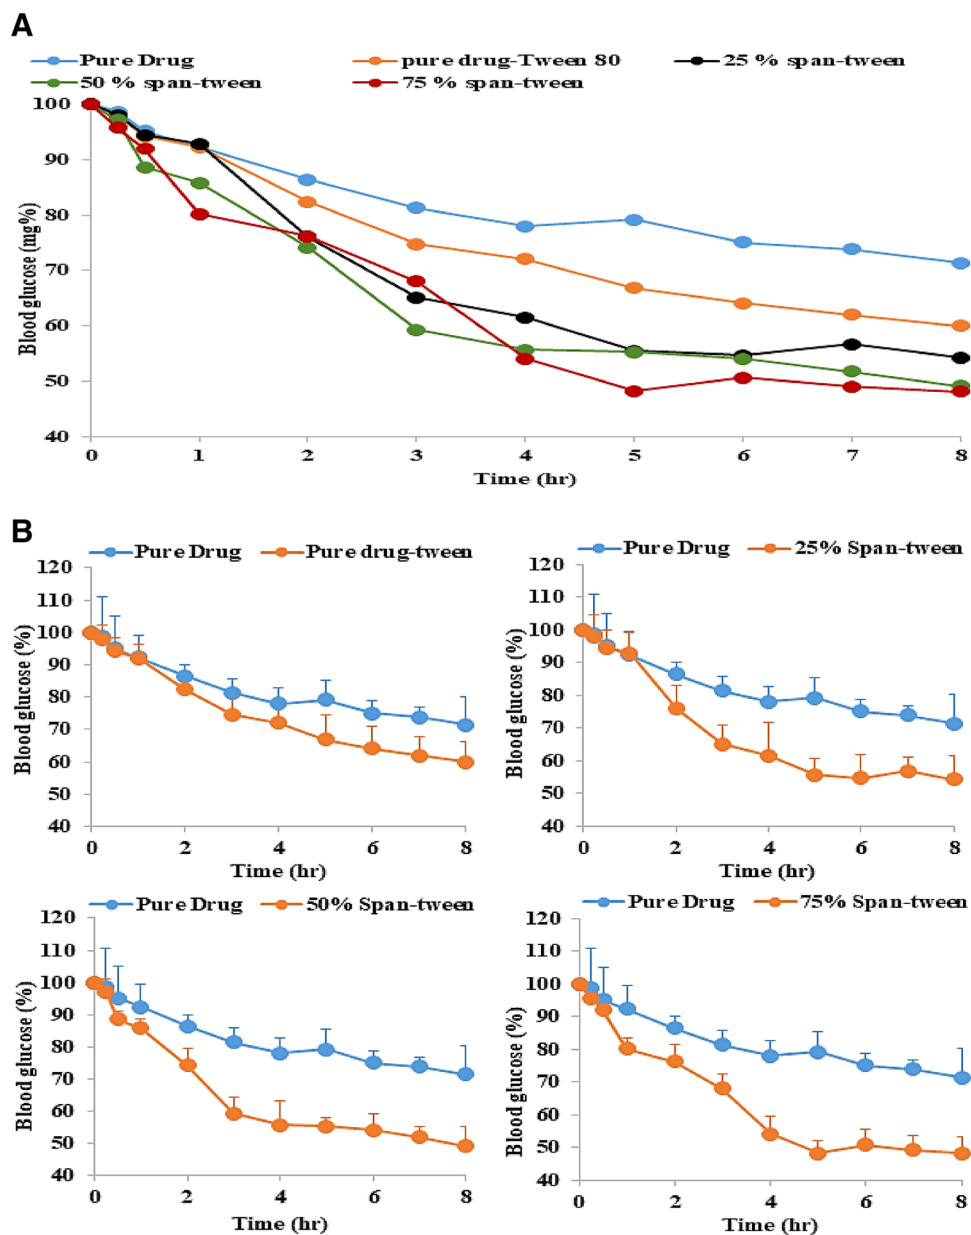 A
Pure Drug pure drug-Tween 80 25 % span-tween
50 % span-tween 75 % span-tween
100
90
80
70
60
50
40
Blood glucose (mg%)
0 1 2 3 4 5 6 7 8
Time (hr)
B
Pure Drug Pure drug-tween
120
110
100
90
80
70
60
50
40
Blood glucose (%)
0 2 4 6 8
Time (hr)
Pure Drug 25% Span-tween
120
110
100
90
80
70
60
50
40
Blood glucose (%)
0 2 4 6 8
Time (hr)
Pure Drug 50% Span-tween
120
110
100
90
80
70
60
50
40
Blood glucose (%)
0 2 4 6 8
Time (hr)
Pure Drug 75% Span-tween
120
110
100
90
80
70
60
50
40
Blood glucose (%)
0 2 4 6 8
Time (hr)